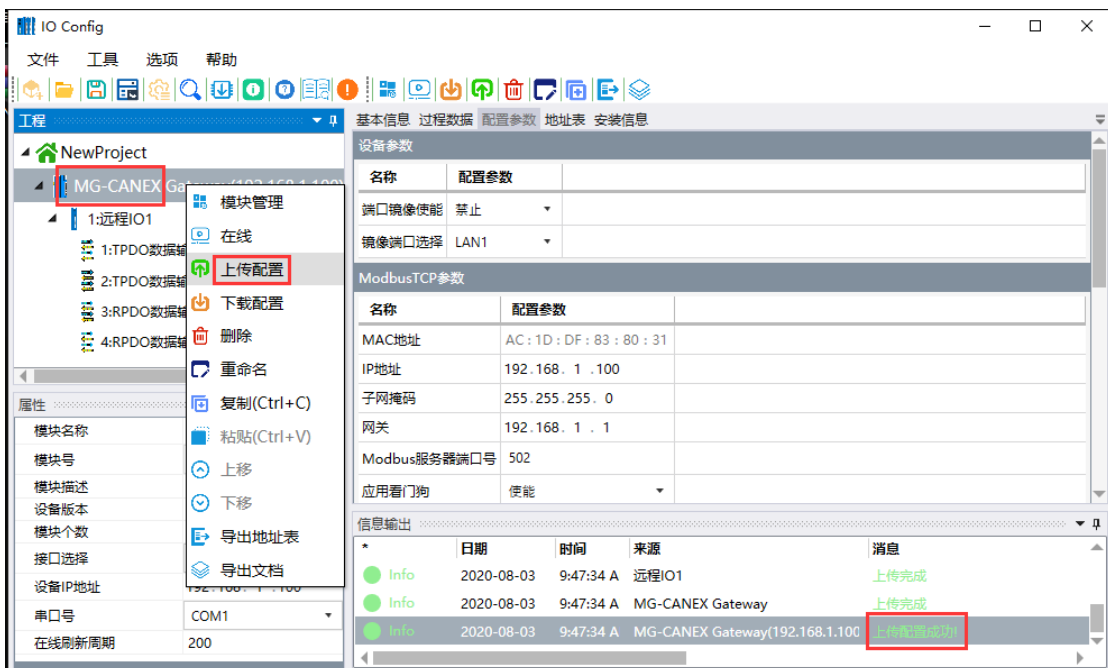 IO Config
文件 工具 选项 帮助
工程
NewProject
MG-CANEX Gateway(192.168.1.100)
1:远程IO1
1:TPDO数据输
2:TPDO数据输
3:RPDO数据输
4:RPDO数据输
模块管理
在线
上传配置
下载配置
删除
重命名
复制(Ctrl+C)
粘贴(Ctrl+V)
上移
下移
导出地址表
导出文档
属性
模块名称
模块号
模块描述
设备版本
模块个数
接口选择
设备IP地址 192.168. 1 .100
串口号 COM1
在线刷新周期 200
基本信息 过程数据 配置参数 地址表 安装信息
设备参数
名称 配置参数
端口镜像使能 禁止
镜像端口选择 LAN1
ModbusTCP参数
名称 配置参数
MAC地址 AC:1D:DF:83:80:31
IP地址 192.168. 1 .100
子网掩码 255.255.255. 0
网关 192.168. 1 . 1
Modbus服务器端口号 502
应用看门狗 使能
信息输出
* 日期 时间 来源 消息
Info 2020-08-03 9:47:34 A 远程IO1 上传完成
Info 2020-08-03 9:47:34 A MG-CANEX Gateway 上传完成
Info 2020-08-03 9:47:34 A MG-CANEX Gateway(192.168.1.100 上传配置成功!